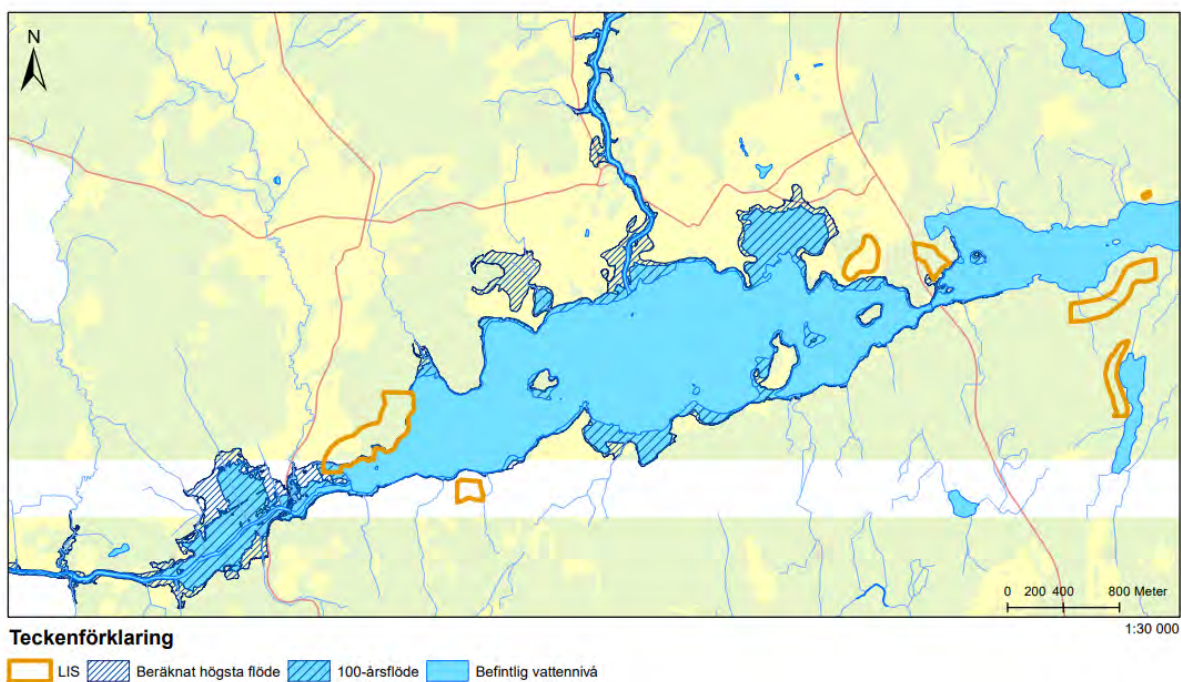 N
0 200 400 800 Meter
1:30 000
Teckenförklaring
LIS Beräknat högsta flöde 100-årsflöde Befintlig vattennivå